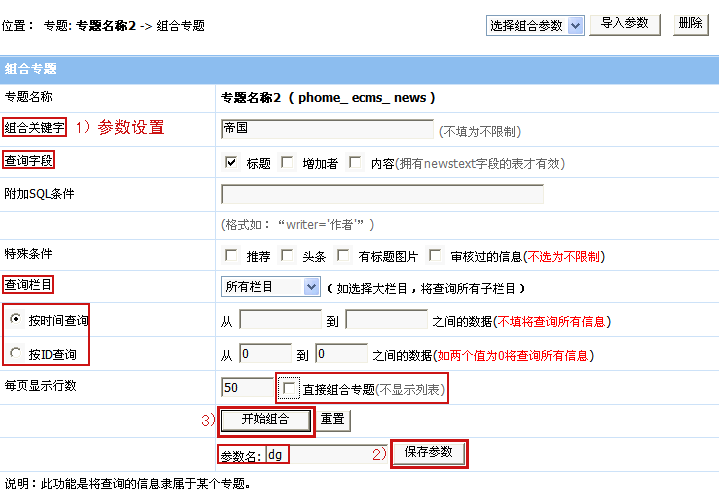 位置： 专题: 专题名称2 -> 组合专题 选择组合参数 导入参数 删除
组合专题
专题名称 专题名称2 ( phome_ ecms_ news )
组合关键字 1）参数设置 帝国 (不填为不限制)
查询字段 标题 增加者 内容(拥有newstext字段的表才有效)
附加SQL条件
(格式如：“writer='作者'”)
特殊条件 推荐 头条 有标题图片 审核过的信息(不选为不限制)
查询栏目 所有栏目 （如选择大栏目，将查询所有子栏目）
按时间查询 从 到 之间的数据(不填将查询所有信息)
按ID查询 从 0 到 0 之间的数据(如两个值为0将查询所有信息)
每页显示行数 50 直接组合专题(不显示列表)
3） 开始组合 重置
参数名: dg 2） 保存参数
说明：此功能是将查询的信息隶属于某个专题。